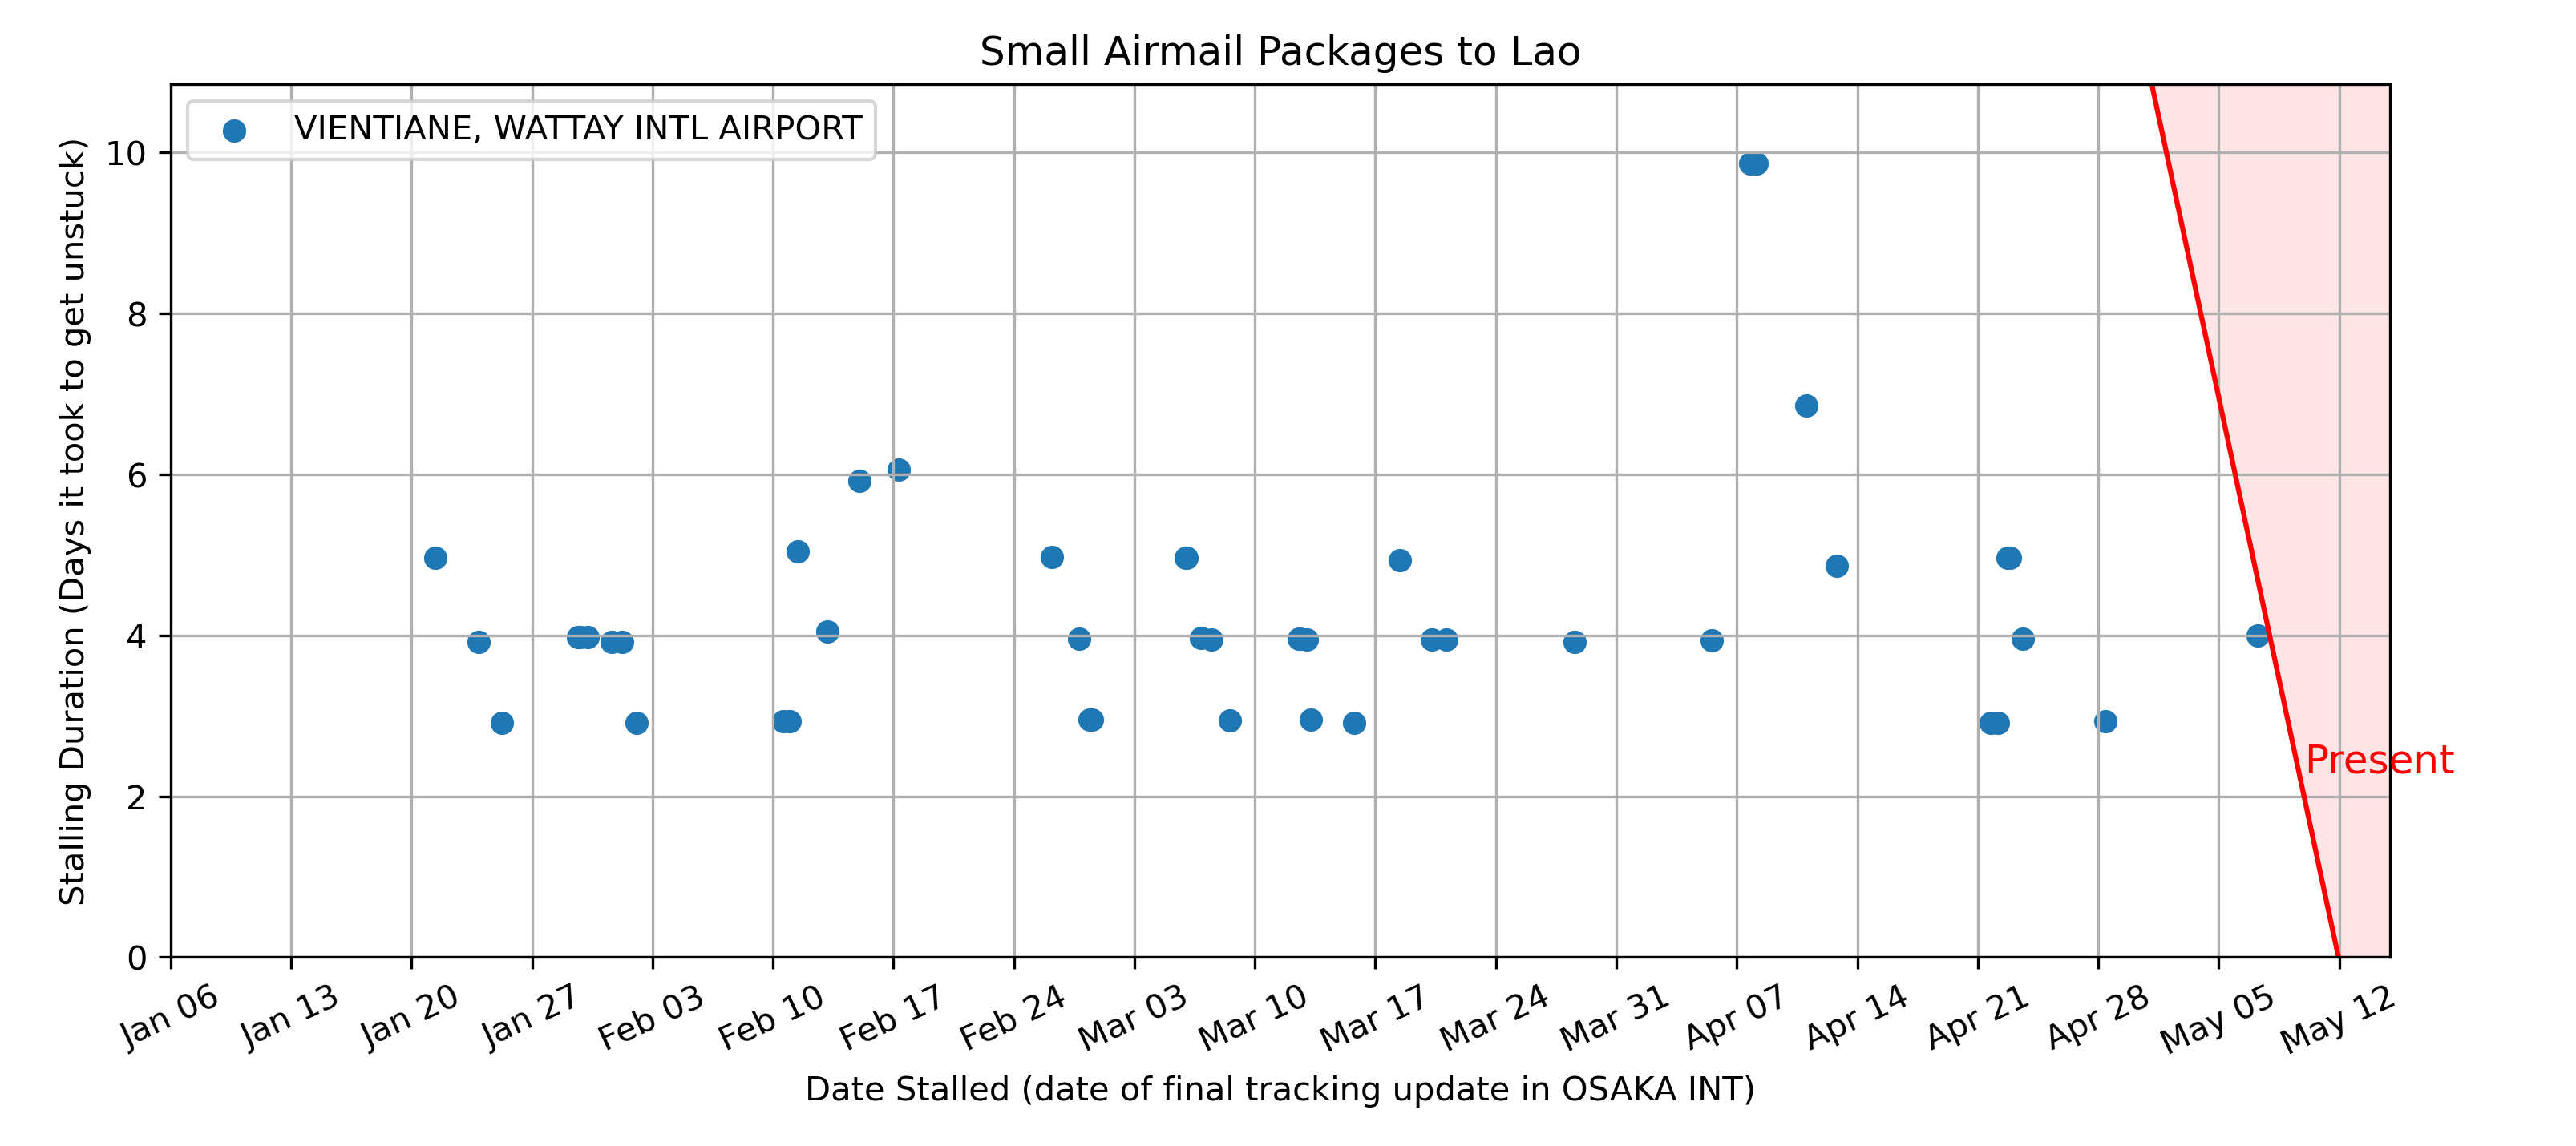 Small Airmail Packages to Lao
VIENTIANE, WATTAY INTL AIRPORT
Stalling Duration (Days it took to get unstuck)
10
8
6
4
2
0
Present
Jan 06
Jan 13
Jan 20
Jan 27
Feb 03
Feb 10
Feb 17
Feb 24
Mar 03
Mar 10
Mar 17
Mar 24
Mar 31
Apr 07
Apr 14
Apr 21
Apr 28
May 05
May 12
Date Stalled (date of final tracking update in OSAKA INT)